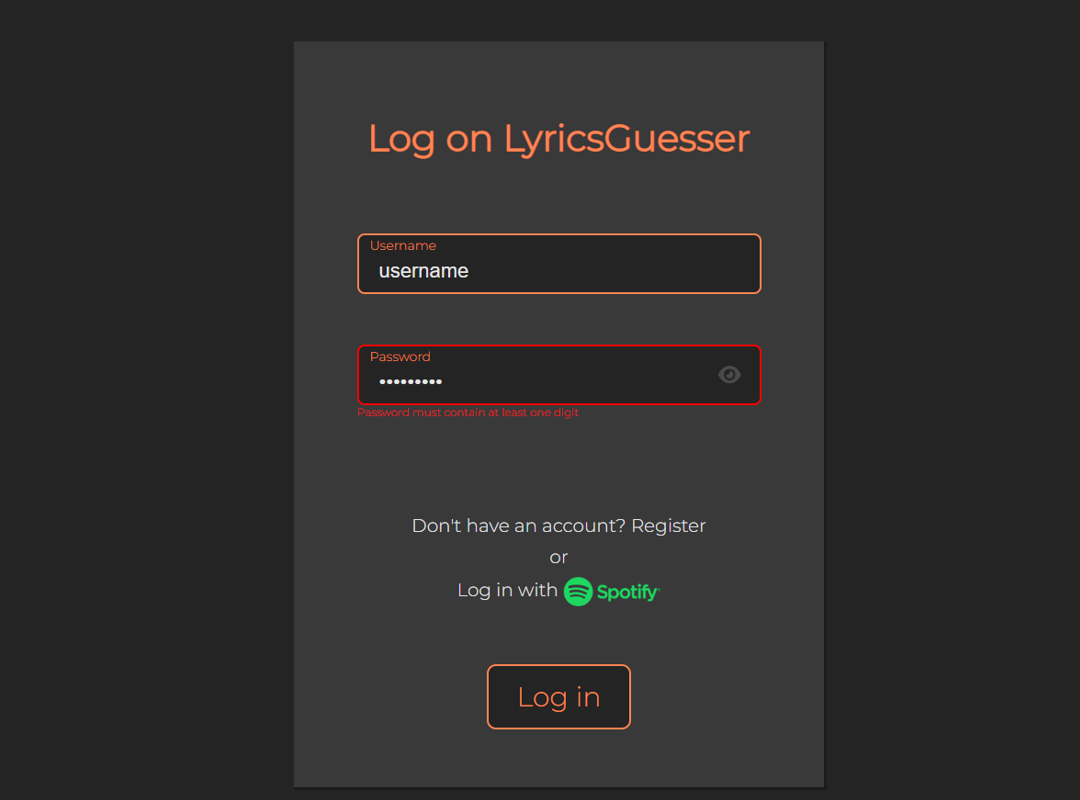 Log on LyricsGuesser
Username
username
Password
•••••••••
Password must contain at least one digit
Don't have an account? Register
or
Log in with Spotify
Log in